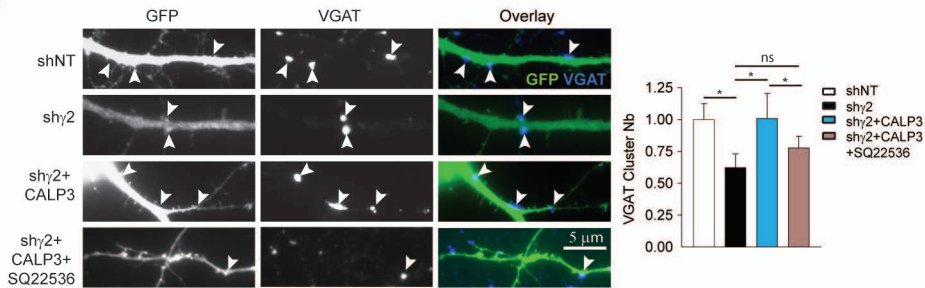 GFP VGAT Overlay
shNT
GFP VGAT
shγ2
shγ2+
CALP3
shγ2+
CALP3+
SQ22536
5 μm
VGAT Cluster Nb
1.25
1.00
0.75
0.50
0.25
0.00
ns
* * *
shNT
shγ2
shγ2+CALP3
shγ2+CALP3
+SQ22536